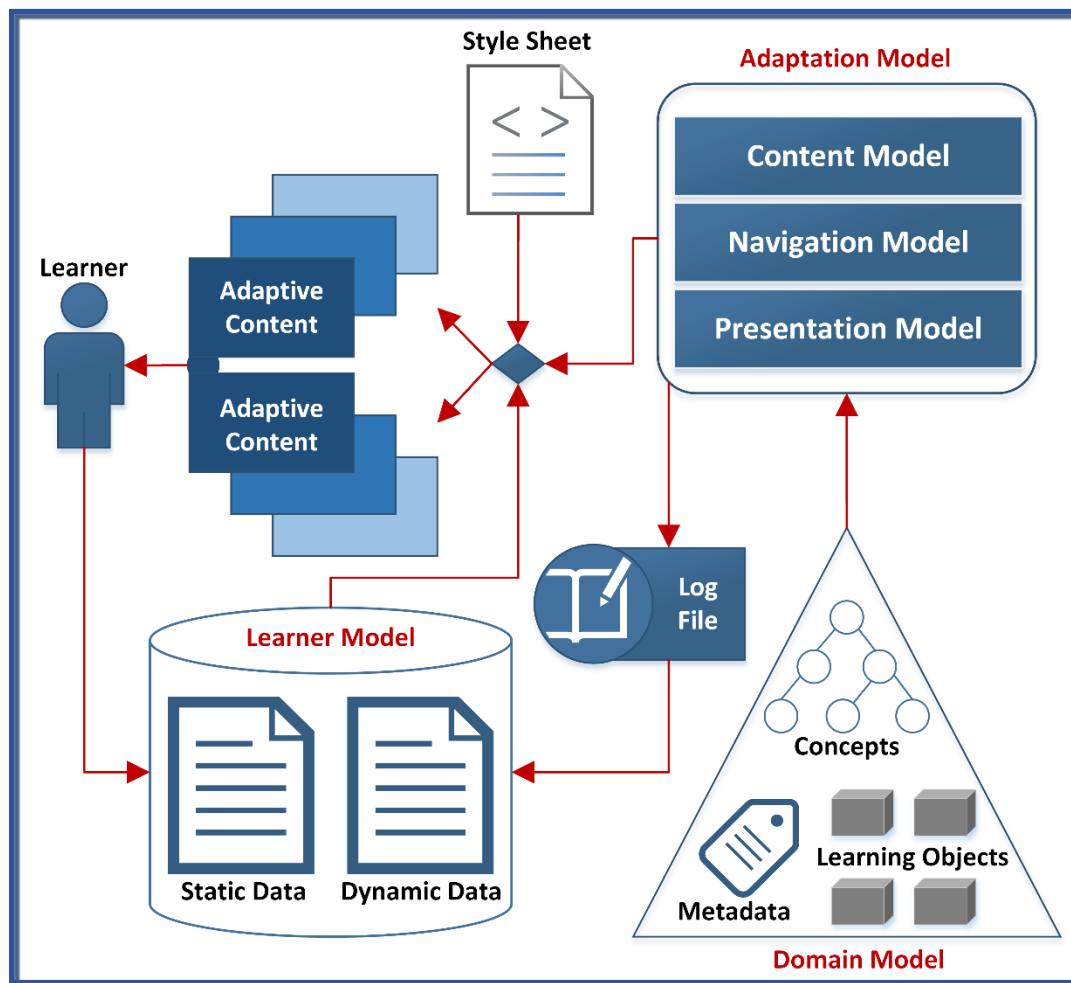 Style Sheet
< >
Adaptation Model
Content Model
Navigation Model
Presentation Model
Learner
Adaptive
Content
Adaptive
Content
Log
File
Learner Model
Static Data
Dynamic Data
Concepts
Learning Objects
Metadata
Domain Model